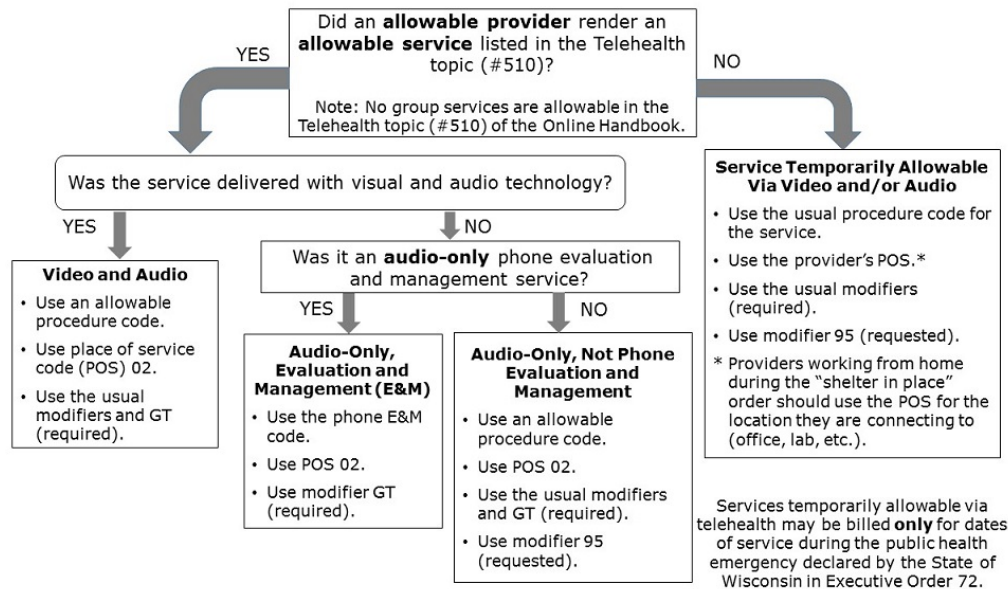 Did an allowable provider render an
allowable service listed in the Telehealth
topic (#510)?
Note: No group services are allowable in the
Telehealth topic (#510) of the Online Handbook.
YES
NO
Was the service delivered with visual and audio technology?
YES
NO
Video and Audio
• Use an allowable
procedure code.
• Use place of service
code (POS) 02.
• Use the usual
modifiers and GT
(required).
Was it an audio-only phone evaluation
and management service?
YES
NO
Audio-Only,
Evaluation and
Management (E&M)
• Use the phone E&M
code.
• Use POS 02.
• Use modifier GT
(required).
Audio-Only, Not Phone
Evaluation and
Management
• Use an allowable
procedure code.
• Use POS 02.
• Use the usual modifiers
and GT (required).
• Use modifier 95
(requested).
Service Temporarily Allowable
Via Video and/or Audio
• Use the usual procedure code for
the service.
• Use the provider's POS.*
• Use the usual modifiers
(required).
• Use modifier 95 (requested).
* Providers working from home
during the “shelter in place”
order should use the POS for the
location they are connecting to
(office, lab, etc.).
Services temporarily allowable via
telehealth may be billed only for dates
of service during the public health
emergency declared by the State of
Wisconsin in Executive Order 72.